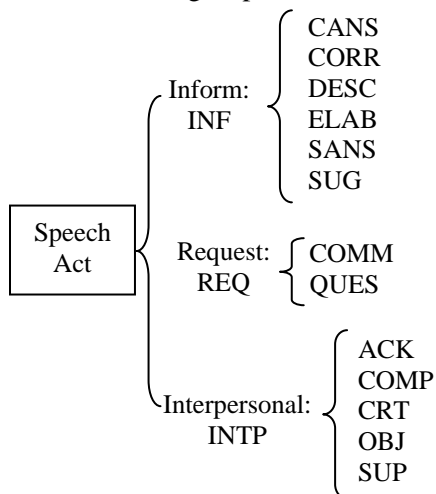 Speech
Act
Inform:
INF
CANS
CORR
DESC
ELAB
SANS
SUG
Request:
REQ
COMM
QUES
Interpersonal:
INTP
ACK
COMP
CRT
OBJ
SUP